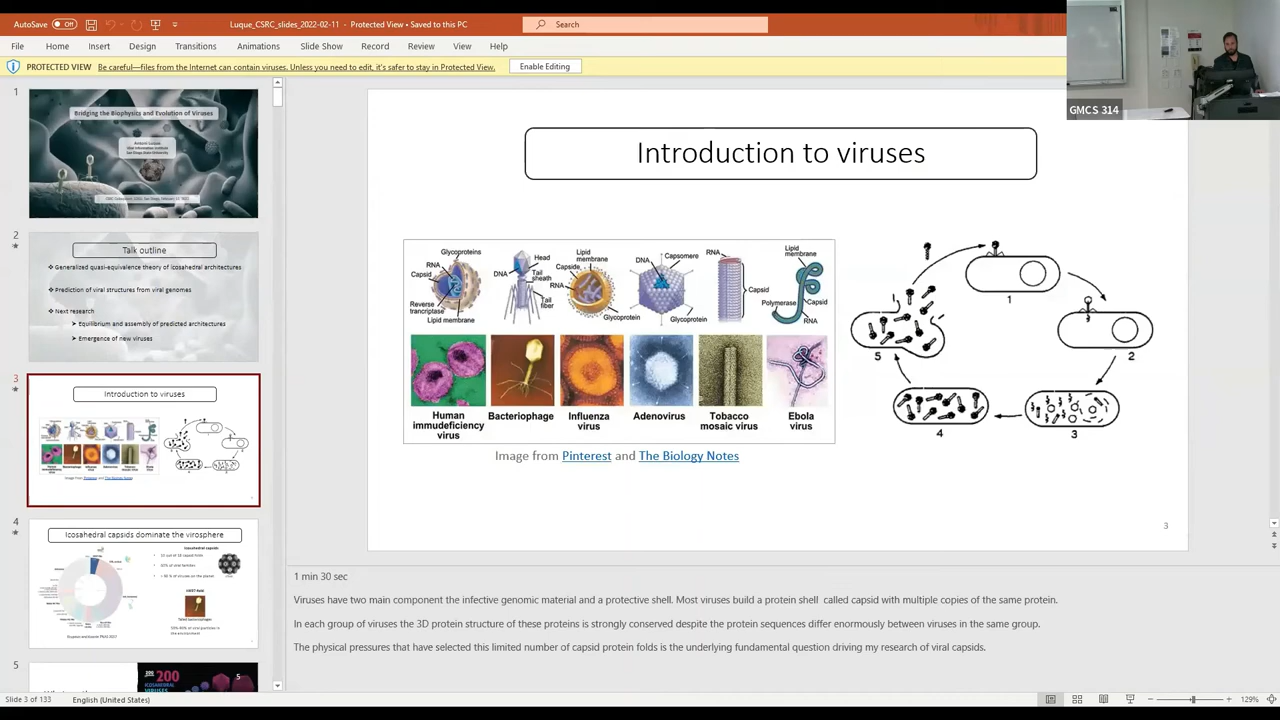 AutoSave
Off
Luque_CSRC_slides_2022-02-11 - Protected View • Saved to this PC
Search
File Home Insert Design Transitions Animations Slide Show Record Review View Help
PROTECTED VIEW Be careful—files from the Internet can contain viruses. Unless you need to edit, it's safer to stay in Protected View. Enable Editing
GMCS 314
1
Bridging the Biophysics and Evolution of Viruses
2
Talk outline
Generalized quasi-equivalence theory of icosahedral architectures
Prediction of viral structures from viral genomes
Next research
Equilibrium and assembly of predicted architectures
Emergence of new viruses
3
Introduction to viruses
4
Icosahedral capsids dominate the virosphere
5
200
5
Introduction to viruses
Glycoproteins
RNA
Capsid
Reverse
transcriptase
Lipid membrane
Head
DNA
Tail
sheath
Tail
fiber
Lipid
membrane
Capside
RNA
Glycoprotein
Capsomere
DNA
Glycoprotein
RNA
Capsid
Lipid
membrane
Polymerase
Capsid
RNA
Human
immudeficiency
virus
Bacteriophage
Influenza
virus
Adenovirus
Tobacco
mosaic virus
Ebola
virus
1
2
3
4
5
Image from Pinterest and The Biology Notes
3
1 min 30 sec
Viruses have two main component the infective genomic material and a protective shell. Most viruses build a protein shell called capsid with multiple copies of the same protein.
In each group of viruses the 3D protein structure of these proteins is strongly conserved despite the protein sequences differ enormously between viruses in the same group.
The physical pressures that have selected this limited number of capsid protein folds is the underlying fundamental question driving my research of viral capsids.
Slide 3 of 133 English (United States) 129%